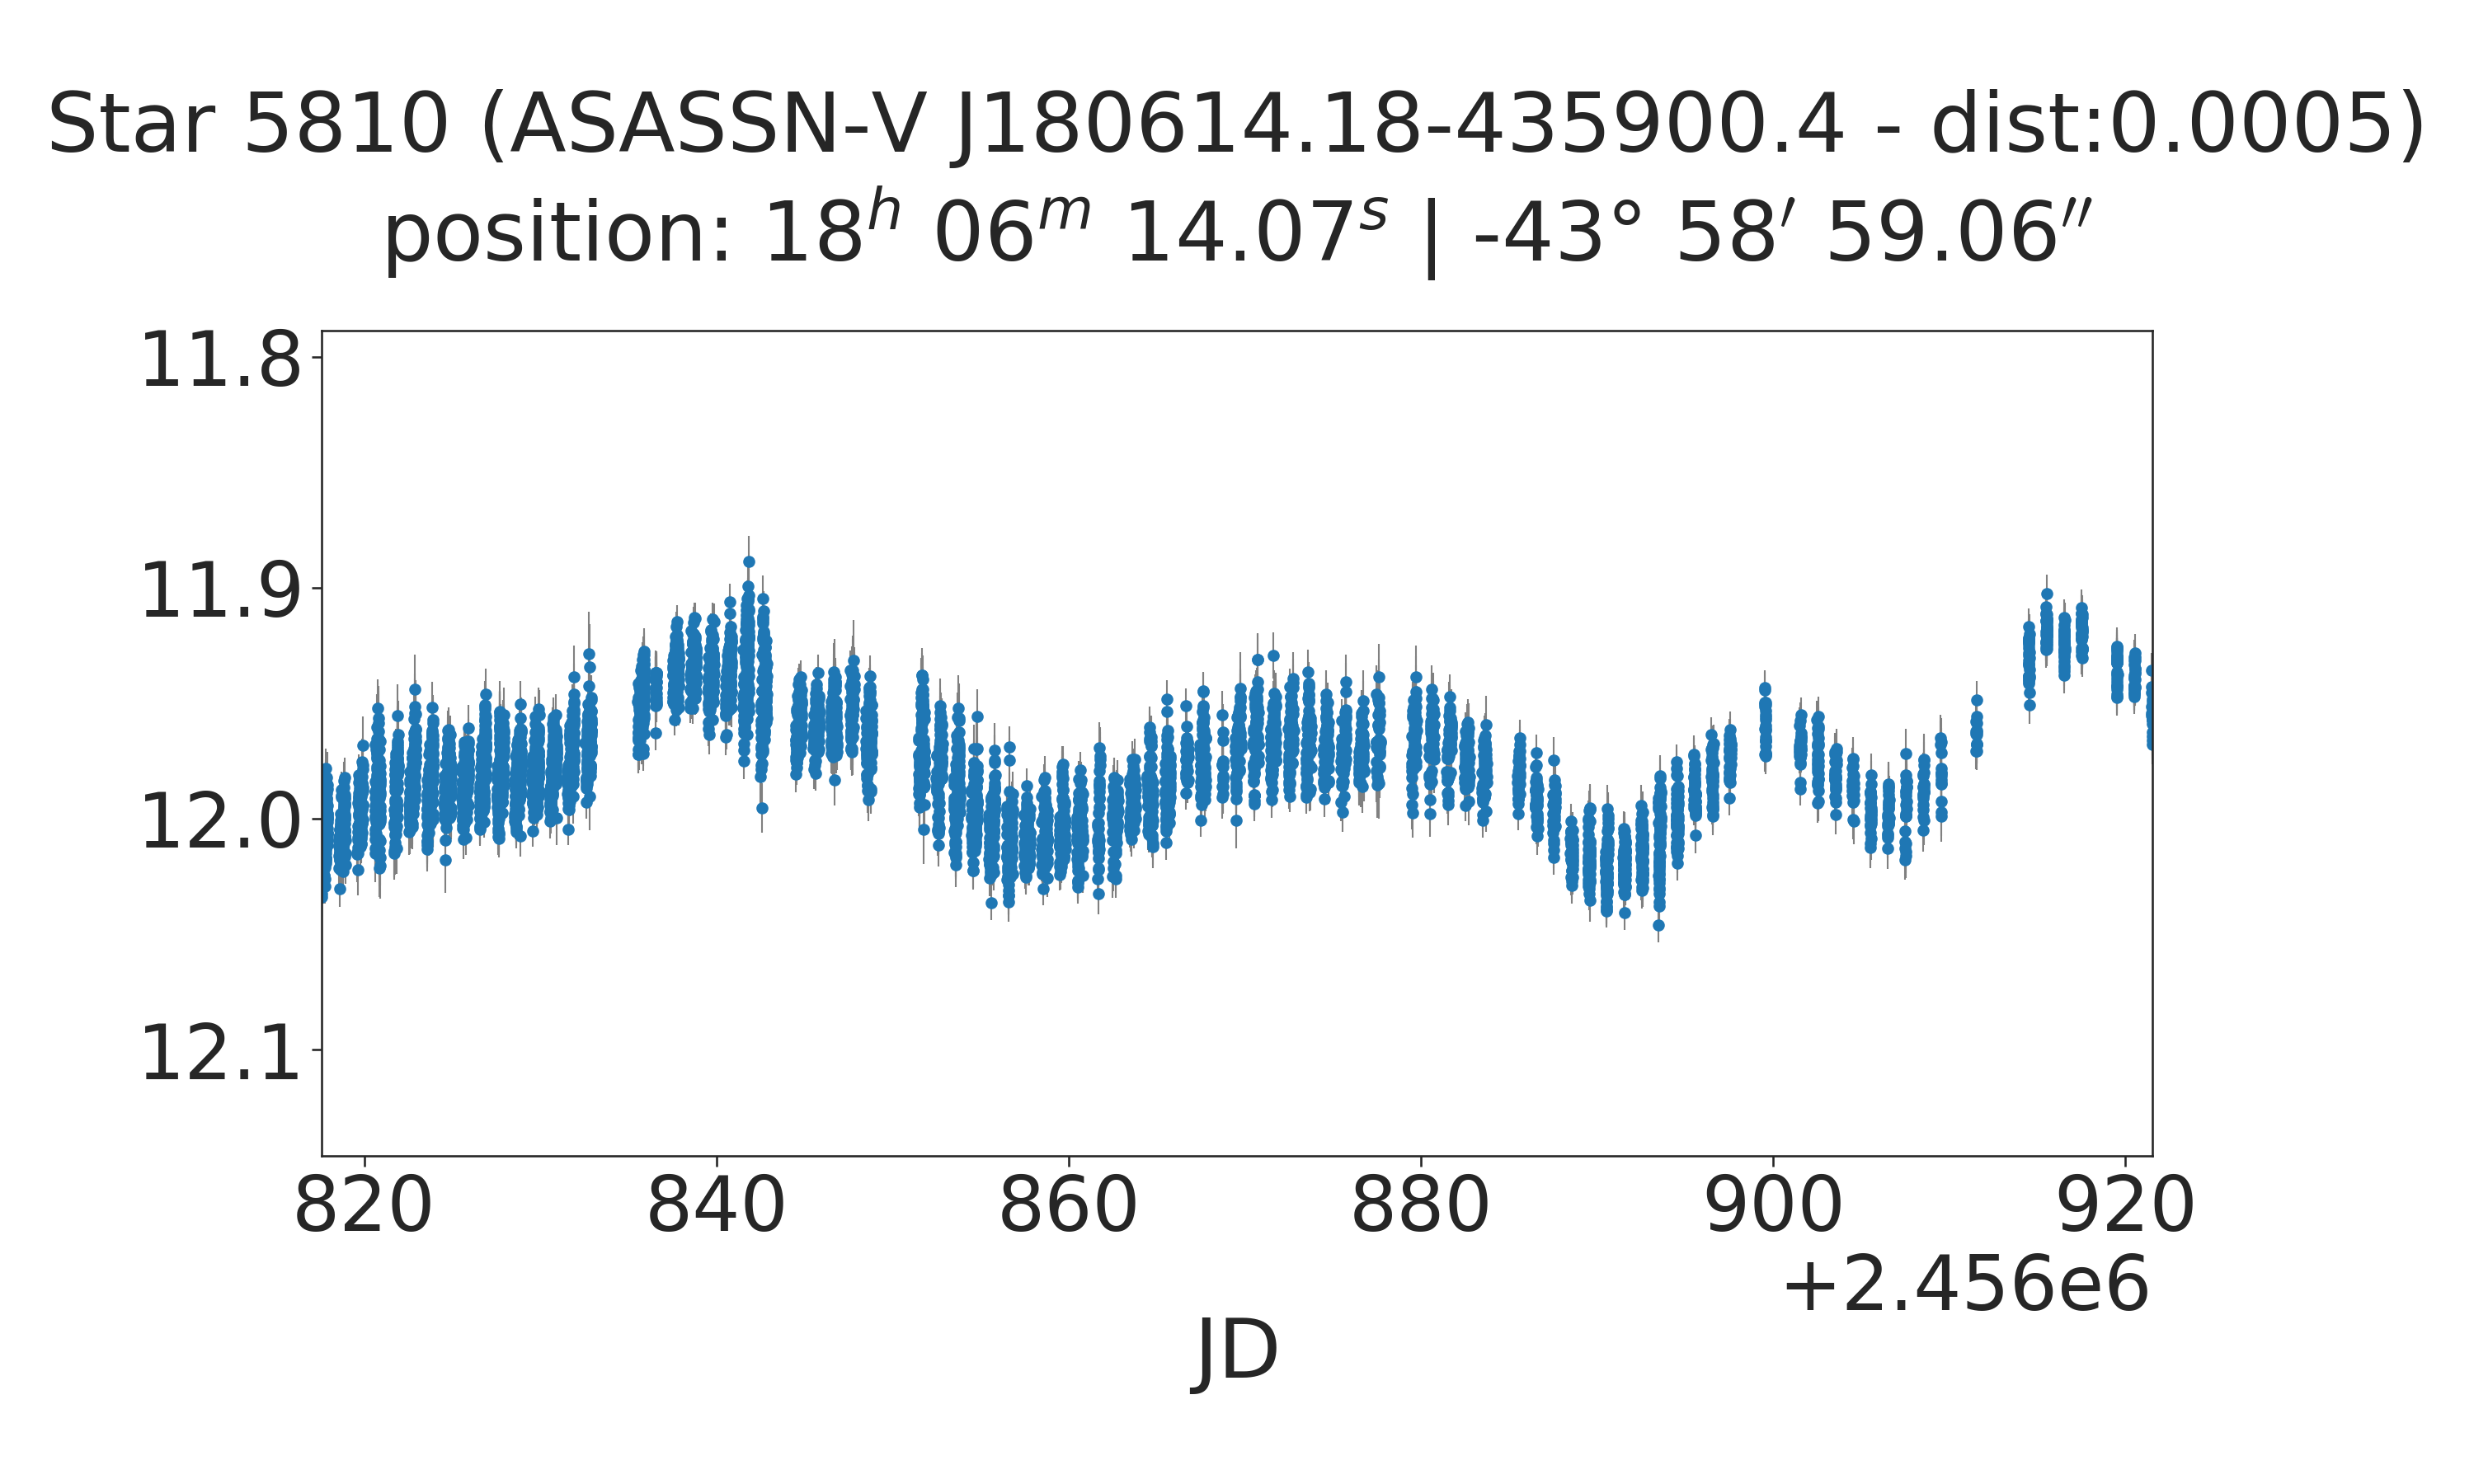 Star 5810 (ASASSN-V J180614.18-435900.4 - dist:0.0005)
position: 18ʰ 06ᵐ 14.07ˢ | -43° 58′ 59.06″
11.8
11.9
12.0
12.1
820 840 860 880 900 920
+2.456e6
JD